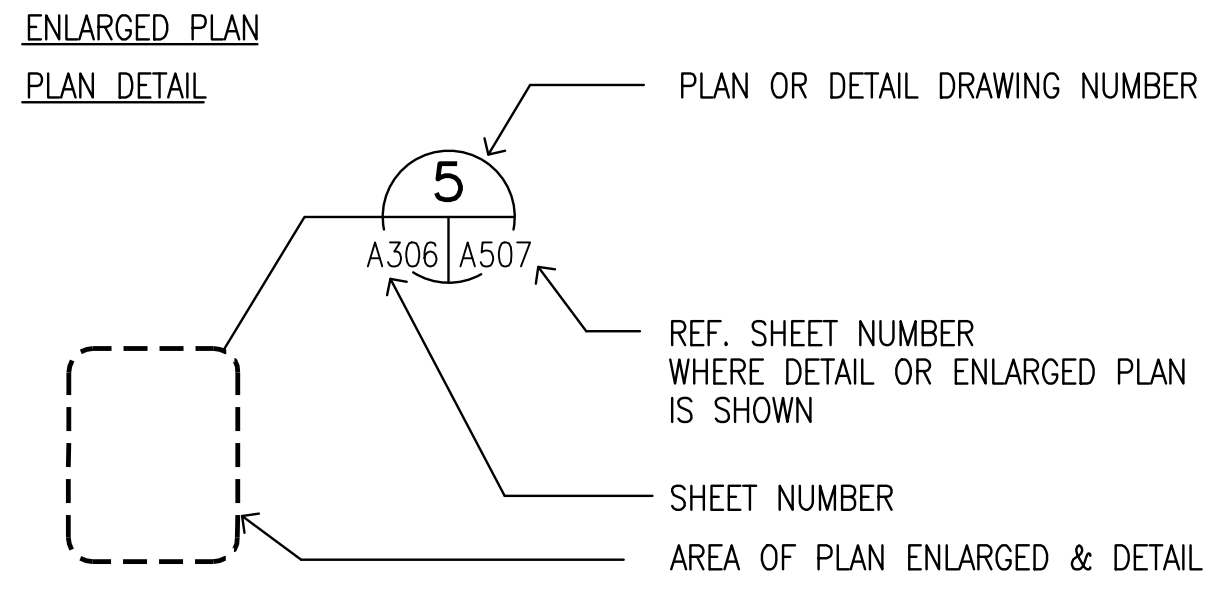 ENLARGED PLAN
PLAN DETAIL
PLAN OR DETAIL DRAWING NUMBER
5
A306 A507
REF. SHEET NUMBER
WHERE DETAIL OR ENLARGED PLAN
IS SHOWN
SHEET NUMBER
AREA OF PLAN ENLARGED & DETAIL